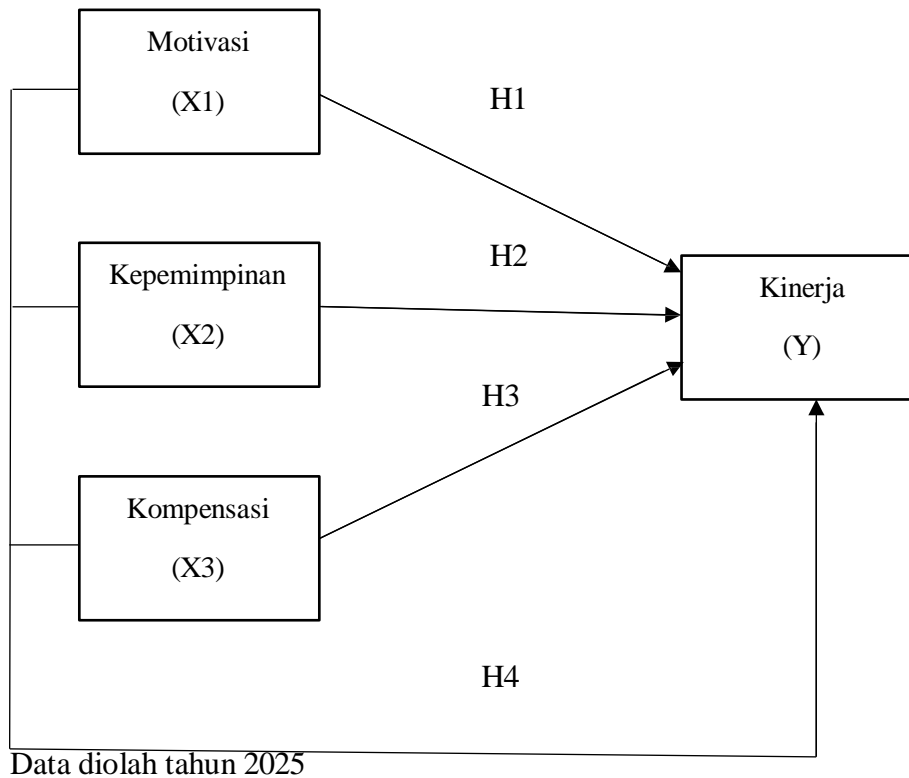 Motivasi
(X1)
H1
Kepemimpinan
(X2)
H2
Kinerja
(Y)
H3
Kompensasi
(X3)
H4
Data diolah tahun 2025